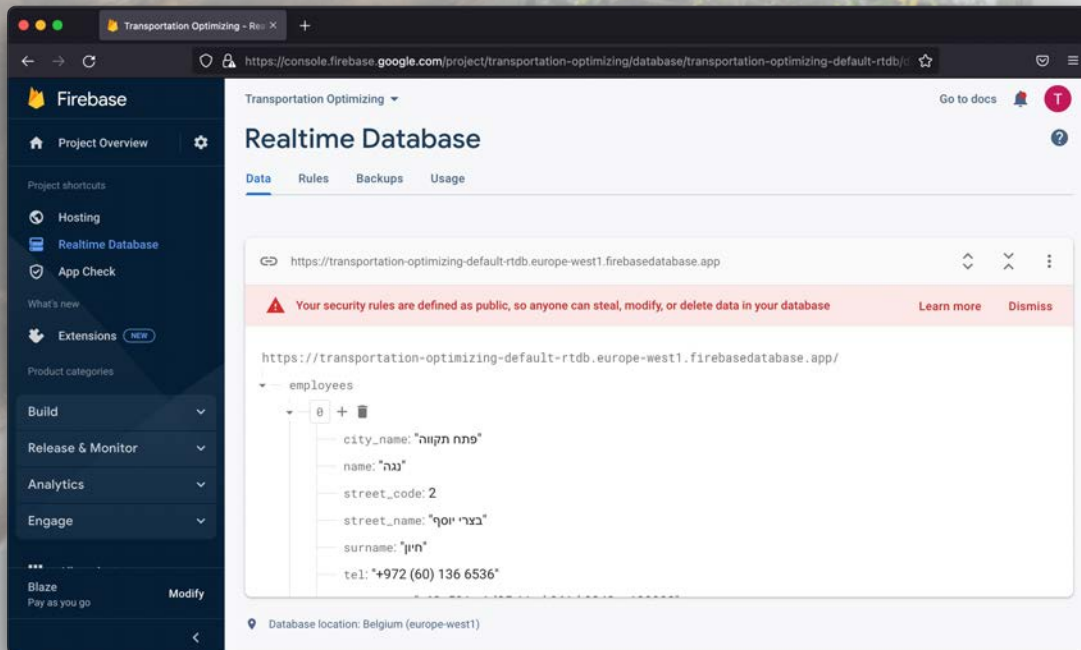 Transportation Optimizing - Rea
https://console.firebase.google.com/project/transportation-optimizing/database/transportation-optimizing-default-rtdb/d
Firebase
Transportation Optimizing
Go to docs
T
Project Overview
Realtime Database
Data Rules Backups Usage
Project shortcuts
Hosting
Realtime Database
App Check
What's new
Extensions NEW
Product categories
Build
Release & Monitor
Analytics
Engage
Blaze
Pay as you go
Modify
https://transportation-optimizing-default-rtdb.europe-west1.firebasedatabase.app
Your security rules are defined as public, so anyone can steal, modify, or delete data in your database Learn more Dismiss
https://transportation-optimizing-default-rtdb.europe-west1.firebasedatabase.app/
employees
0
city_name: "פתח תקווה"
name: "נגה"
street_code: 2
street_name: "בצרי יוסף"
surname: "חיון"
tel: "+972 (60) 136 6536"
Database location: Belgium (europe-west1)